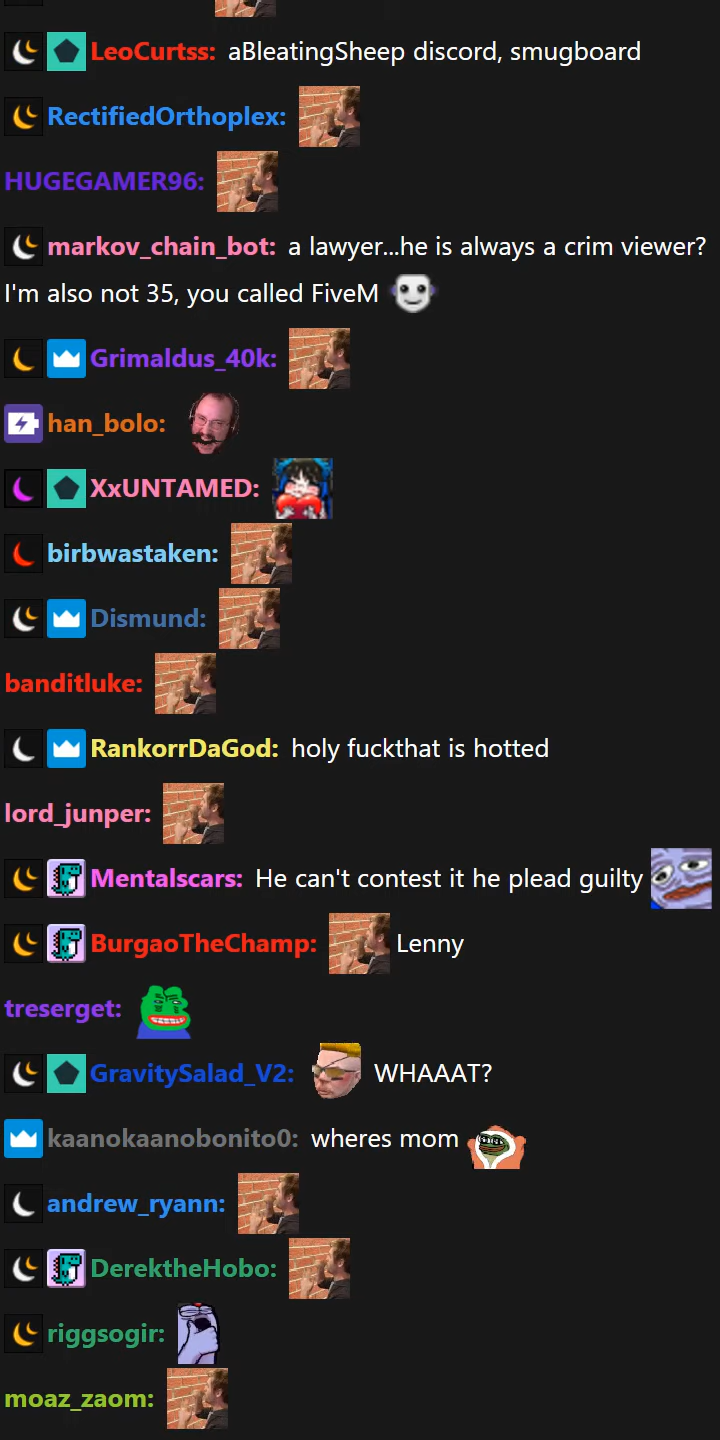 LeoCurtss: aBleatingSheep discord, smugboard
RectifiedOrthoplex:
HUGEGAMER96:
markov_chain_bot: a lawyer...he is always a crim viewer?
I'm also not 35, you called FiveM
Grimaldus_40k:
han_bolo:
XxUNTAMED:
birbwastaken:
Dismund:
banditluke:
RankorrDaGod: holy fuckthat is hotted
lord_junper:
Mentalscars: He can't contest it he plead guilty
BurgaoTheChamp: Lenny
treserget:
GravitySalad_V2: WHAAAT?
kaanokaanobonito0: wheres mom
andrew_ryann:
DerektheHobo:
riggsogir:
moaz_zaom: